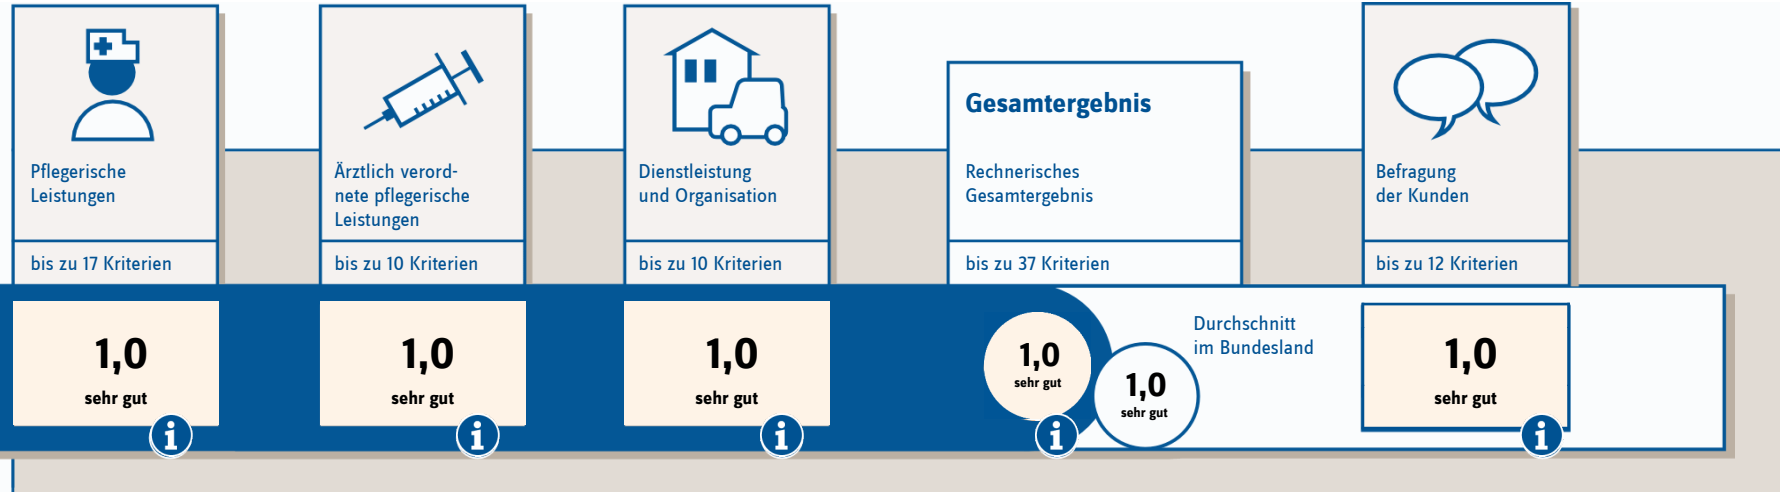 Pflegerische
Leistungen
bis zu 17 Kriterien
1,0
sehr gut
i
Ärztlich verord-
nete pflegerische
Leistungen
bis zu 10 Kriterien
1,0
sehr gut
i
Dienstleistung
und Organisation
bis zu 10 Kriterien
1,0
sehr gut
i
Gesamtergebnis
Rechnerisches
Gesamtergebnis
bis zu 37 Kriterien
1,0
sehr gut
i
Durchschnitt
im Bundesland
1,0
sehr gut
Befragung
der Kunden
bis zu 12 Kriterien
1,0
sehr gut
i